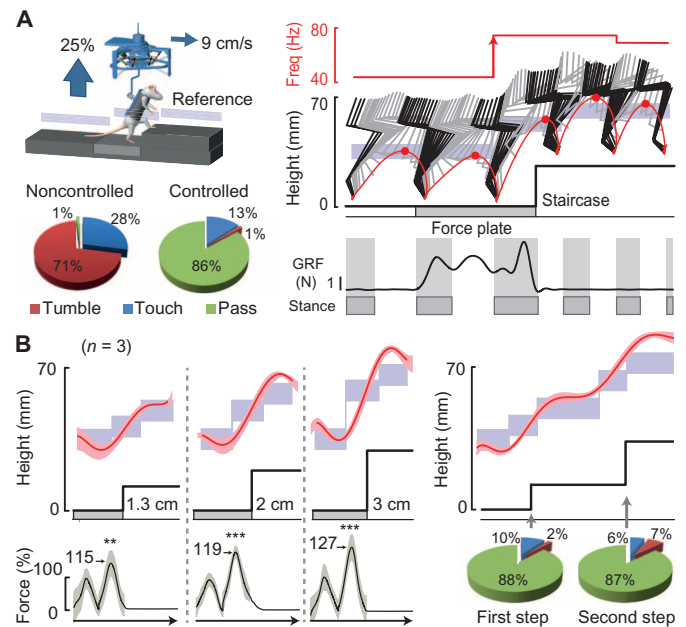 A
25%
9 cm/s
Reference
Noncontrolled
Controlled
1%
28%
71%
13%
1%
86%
Tumble
Touch
Pass
Freq (Hz)
80
40
Height (mm)
70
0
Staircase
Force plate
GRF
(N)
1
Stance
B
(n = 3)
Height (mm)
70
0
1.3 cm
2 cm
3 cm
Force (%)
100
0
115
**
119
***
127
***
Height (mm)
70
0
10%
2%
88%
6%
7%
87%
First step
Second step